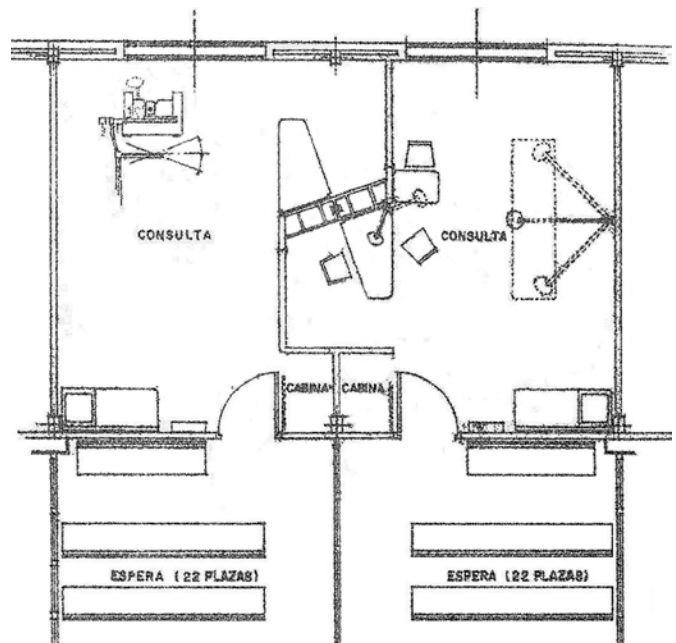 CONSULTA
CONSULTA
CABINA CABINA
ESPERA (22 PLAZAS)
ESPERA (22 PLAZAS)